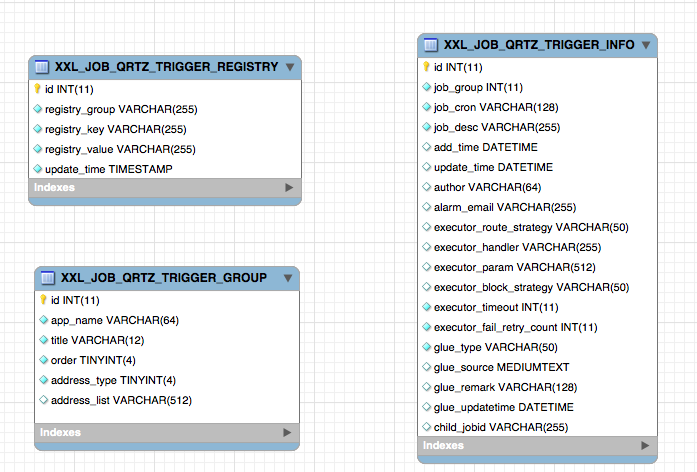 XXL_JOB_QRTZ_TRIGGER_REGISTRY
id INT(11)
registry_group VARCHAR(255)
registry_key VARCHAR(255)
registry_value VARCHAR(255)
update_time TIMESTAMP
Indexes
XXL_JOB_QRTZ_TRIGGER_GROUP
id INT(11)
app_name VARCHAR(64)
title VARCHAR(12)
order TINYINT(4)
address_type TINYINT(4)
address_list VARCHAR(512)
Indexes
XXL_JOB_QRTZ_TRIGGER_INFO
id INT(11)
job_group INT(11)
job_cron VARCHAR(128)
job_desc VARCHAR(255)
add_time DATETIME
update_time DATETIME
author VARCHAR(64)
alarm_email VARCHAR(255)
executor_route_strategy VARCHAR(50)
executor_handler VARCHAR(255)
executor_param VARCHAR(512)
executor_block_strategy VARCHAR(50)
executor_timeout INT(11)
executor_fail_retry_count INT(11)
glue_type VARCHAR(50)
glue_source MEDIUMTEXT
glue_remark VARCHAR(128)
glue_updatetime DATETIME
child_jobid VARCHAR(255)
Indexes